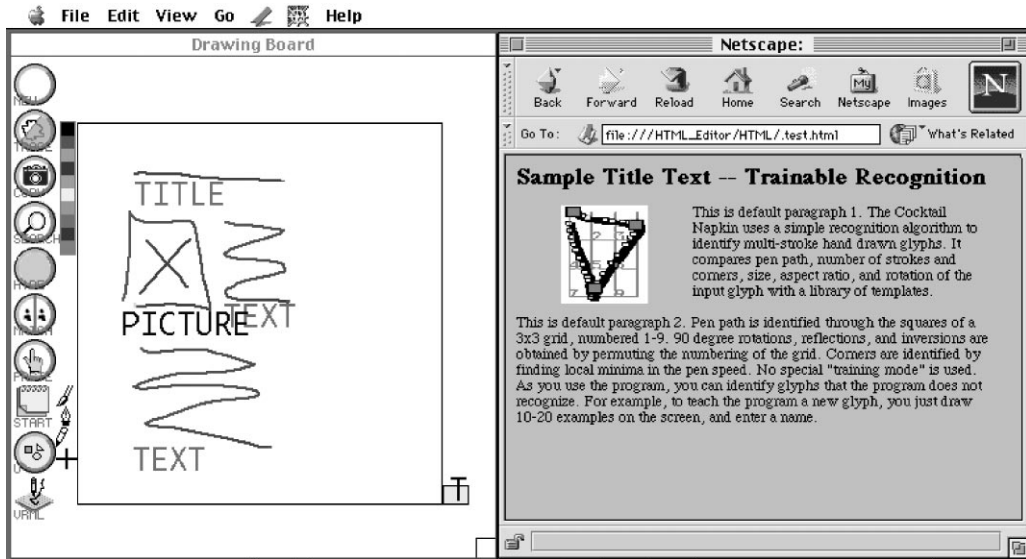 File Edit View Go Help
Drawing Board
NEW
TRACE
SEARCH
MATCH
START
VRML
TITLE
PICTURE
TEXT
TEXT
T
Netscape:
Back Forward Reload Home Search My Netscape Images N
Go To: file:///HTML_Editor/HTML/.test.html What's Related
Sample Title Text -- Trainable Recognition
This is default paragraph 1. The Cocktail
Napkin uses a simple recognition algorithm to
identify multi-stroke hand drawn glyphs. It
compares pen path, number of strokes and
corners, size, aspect ratio, and rotation of the
input glyph with a library of templates.
This is default paragraph 2. Pen path is identified through the squares of a
3x3 grid, numbered 1-9. 90 degree rotations, reflections, and inversions are
obtained by permuting the numbering of the grid. Corners are identified by
finding local minima in the pen speed. No special "training mode" is used.
As you use the program, you can identify glyphs that the program does not
recognize. For example, to teach the program a new glyph, you just draw
10-20 examples on the screen, and enter a name.